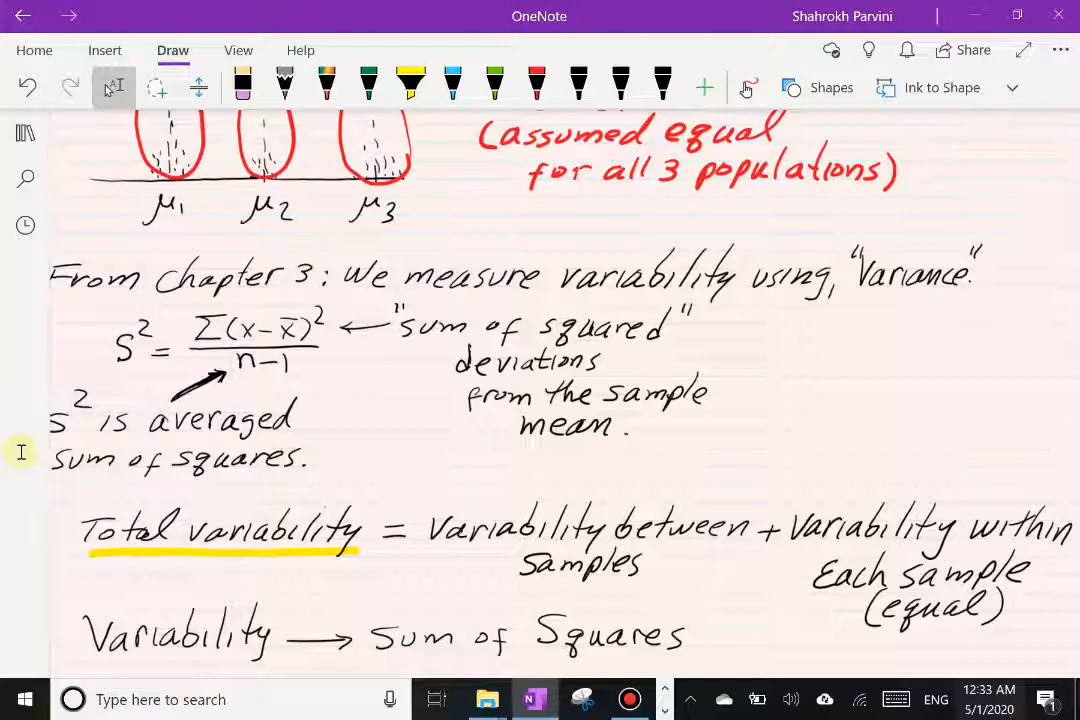 OneNote
Shahrokh Parvini
Home Insert Draw View Help
Share
Shapes
Ink to Shape
(assumed equal
for all 3 populations)
μ1 μ2 μ3
From Chapter 3: We measure variability using, "Variance."
S² = Σ(x-x̄)² / n-1 ← "sum of squared"
deviations
from the sample
mean.
s² is averaged
sum of squares.
Total variability = Variability between + Variability within
Samples
Each sample
(equal)
Variability → Sum of Squares
Type here to search
ENG
12:33 AM
5/1/2020
1